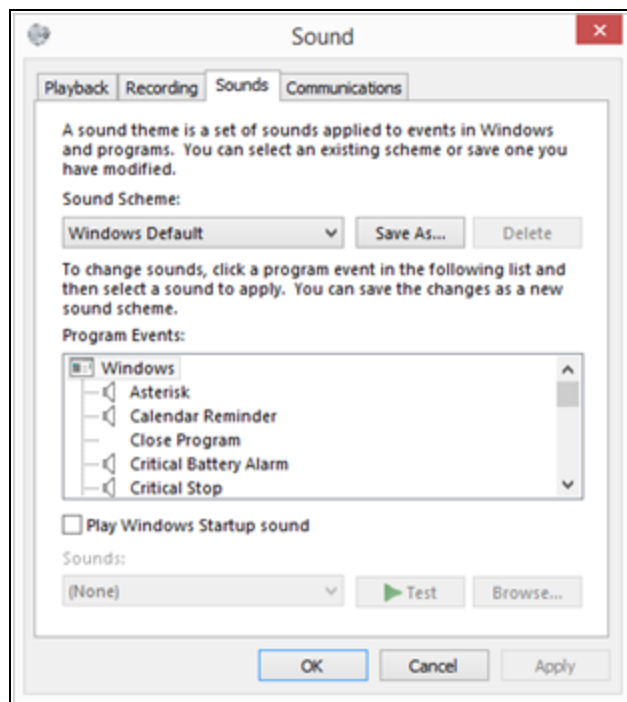 Sound
Playback Recording Sounds Communications
A sound theme is a set of sounds applied to events in Windows
and programs. You can select an existing scheme or save one you
have modified.
Sound Scheme:
Windows Default Save As... Delete
To change sounds, click a program event in the following list and
then select a sound to apply. You can save the changes as a new
sound scheme.
Program Events:
Windows
Asterisk
Calendar Reminder
Close Program
Critical Battery Alarm
Critical Stop
Play Windows Startup sound
Sounds:
(None) Test Browse...
OK Cancel Apply